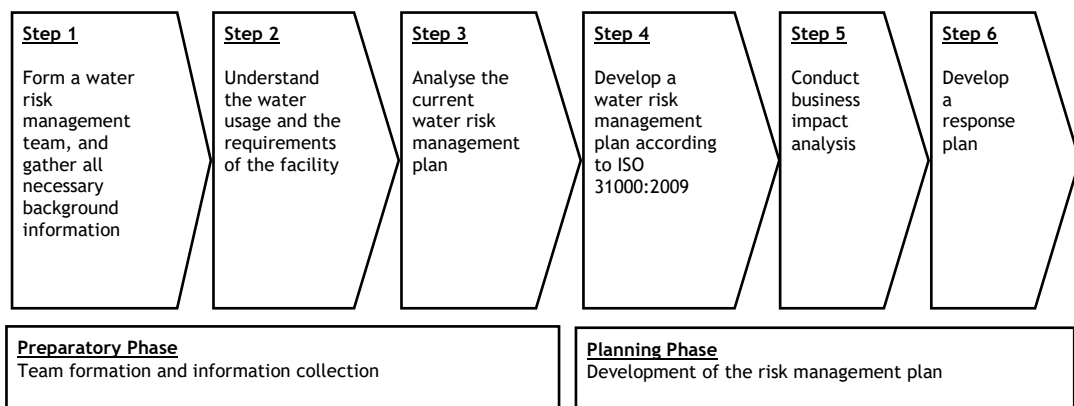 Step 1
Form a water
risk
management
team, and
gather all
necessary
background
information
Step 2
Understand
the water
usage and the
requirements
of the facility
Step 3
Analyse the
current
water risk
management
plan
Step 4
Develop a
water risk
management
plan according
to ISO
31000:2009
Step 5
Conduct
business
impact
analysis
Step 6
Develop
a
response
plan
Preparatory Phase
Team formation and information collection
Planning Phase
Development of the risk management plan